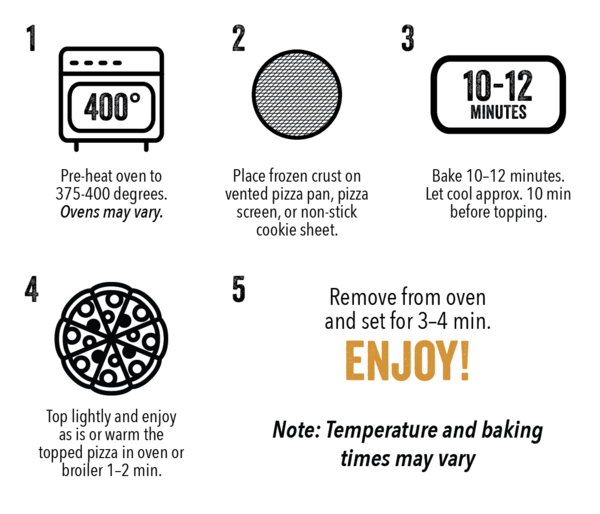 1
400°
Pre-heat oven to
375-400 degrees.
Ovens may vary.
2
Place frozen crust on
vented pizza pan, pizza
screen, or non-stick
cookie sheet.
3
10-12
MINUTES
Bake 10–12 minutes.
Let cool approx. 10 min
before topping.
4
Top lightly and enjoy
as is or warm the
topped pizza in oven or
broiler 1–2 min.
5
Remove from oven
and set for 3–4 min.
ENJOY!
Note: Temperature and baking
times may vary